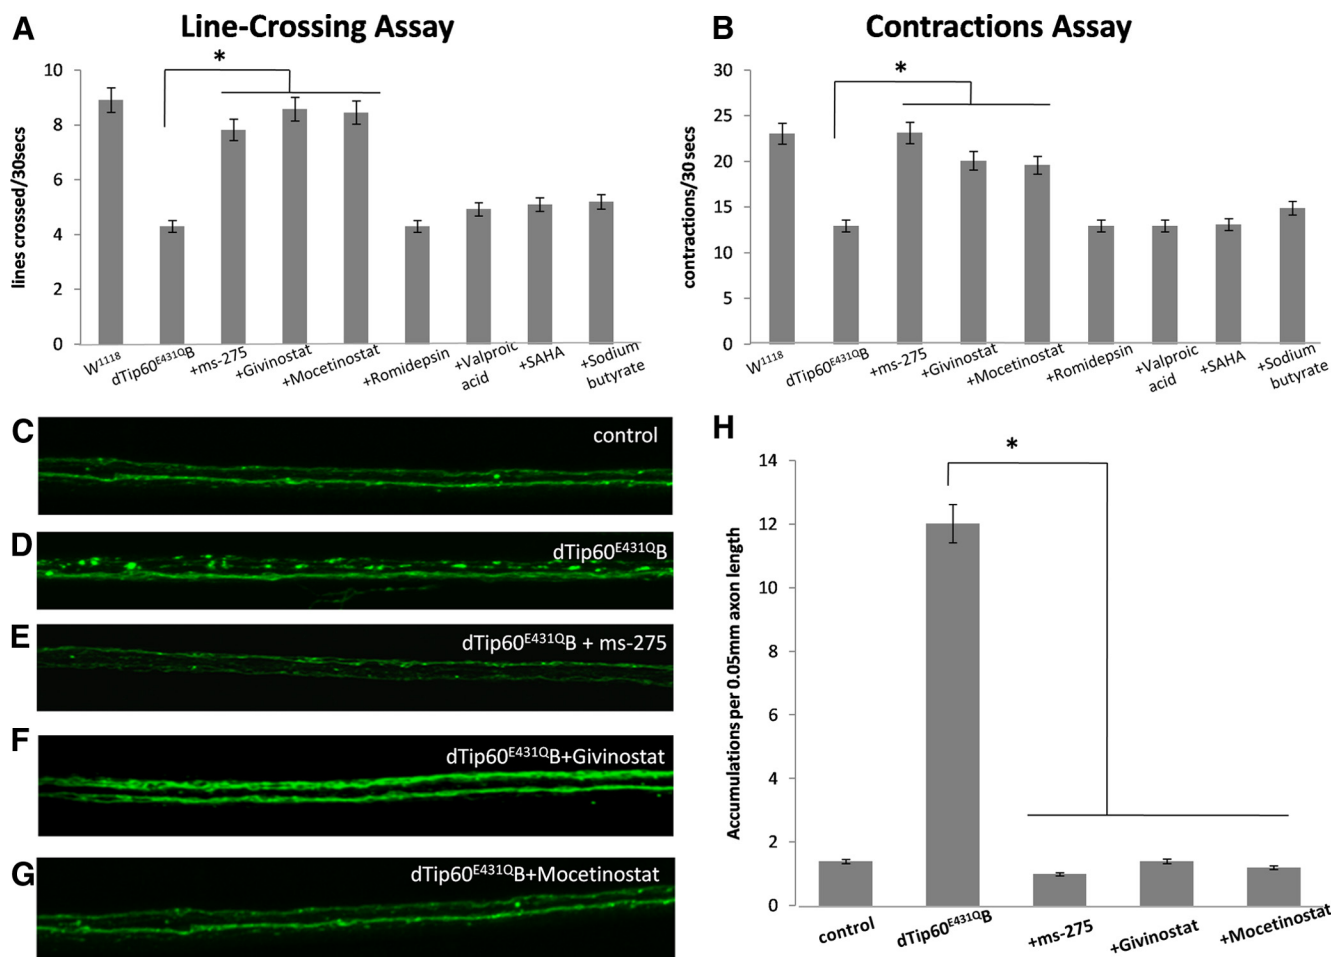 A
Line-Crossing Assay
*
10
8
6
4
2
0
lines crossed/30secs
W1118
dTip60E431QB
+ms-275
+Givinostat
+Mocetinostat
+Romidepsin
+Valproic
acid
+SAHA
+Sodium
butyrate
B
Contractions Assay
*
30
25
20
15
10
5
0
contractions/30 secs
W1118
dTip60E431QB
+ms-275
+Givinostat
+Mocetinostat
+Romidepsin
+Valproic
acid
+SAHA
+Sodium
butyrate
C
control
D
dTip60E431QB
E
dTip60E431QB + ms-275
F
dTip60E431QB+Givinostat
G
dTip60E431QB+Mocetinostat
H
*
14
12
10
8
6
4
2
0
Accumulations per 0.05mm axon length
control
dTip60E431QB
+ms-275
+Givinostat
+Mocetinostat